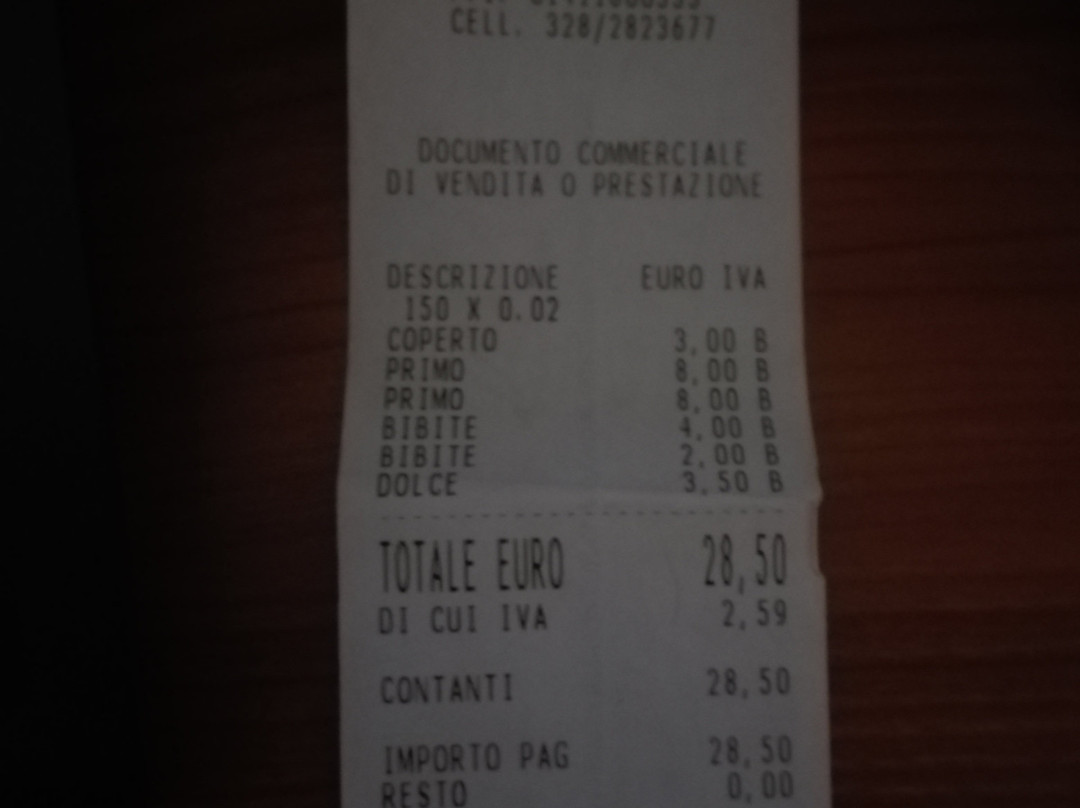 CELL. 328/2823677
DOCUMENTO COMMERCIALE
DI VENDITA O PRESTAZIONE
DESCRIZIONE EURO IVA
150 X 0.02
COPERTO 3,00 B
PRIMO 8,00 B
PRIMO 8,00 B
BIBITE 4,00 B
BIBITE 2,00 B
DOLCE 3,50 B
TOTALE EURO 28,50
DI CUI IVA 2,59
CONTANTI 28,50
IMPORTO PAG 28,50
RESTO 0,00